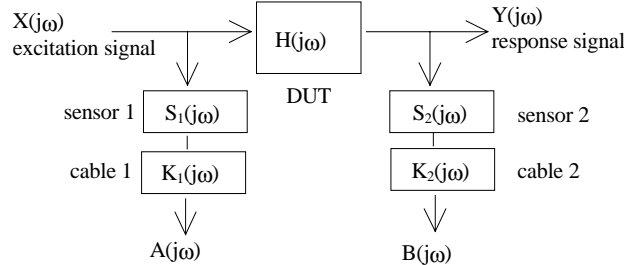 X(jω)
excitation signal
H(jω)
DUT
Y(jω)
response signal
sensor 1
S₁(jω)
S₂(jω)
sensor 2
cable 1
K₁(jω)
K₂(jω)
cable 2
A(jω)
B(jω)